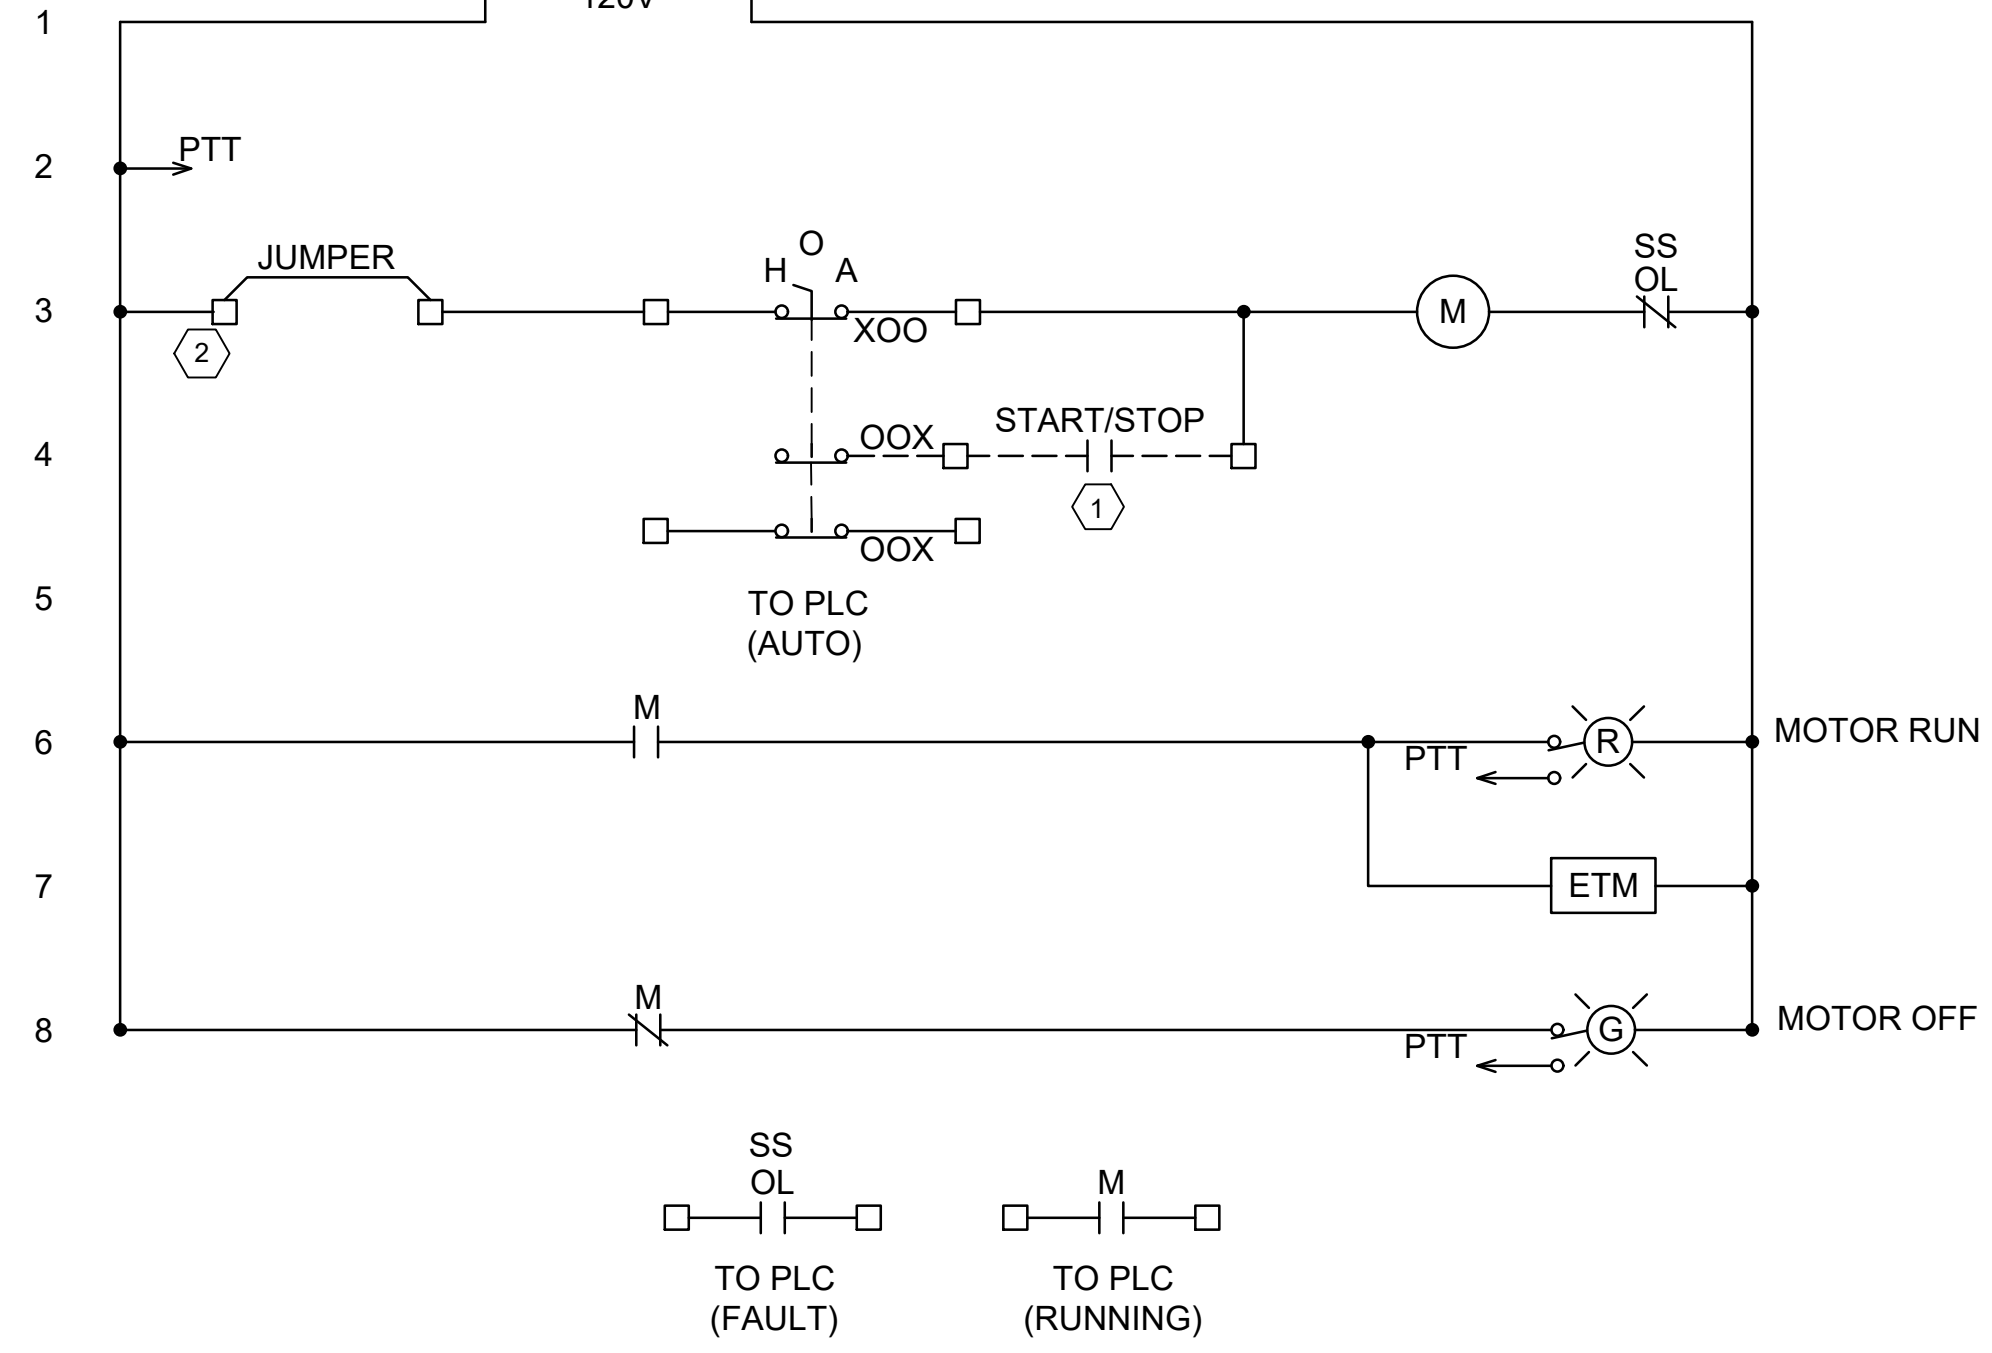 120V
1
2
PTT
3
JUMPER
2
H O A
XOO
M
SS
OL
4
OOX
START/STOP
1
OOX
5
TO PLC
(AUTO)
6
M
PTT
R
MOTOR RUN
7
ETM
8
M
PTT
G
MOTOR OFF
SS
OL
TO PLC
(FAULT)
M
TO PLC
(RUNNING)